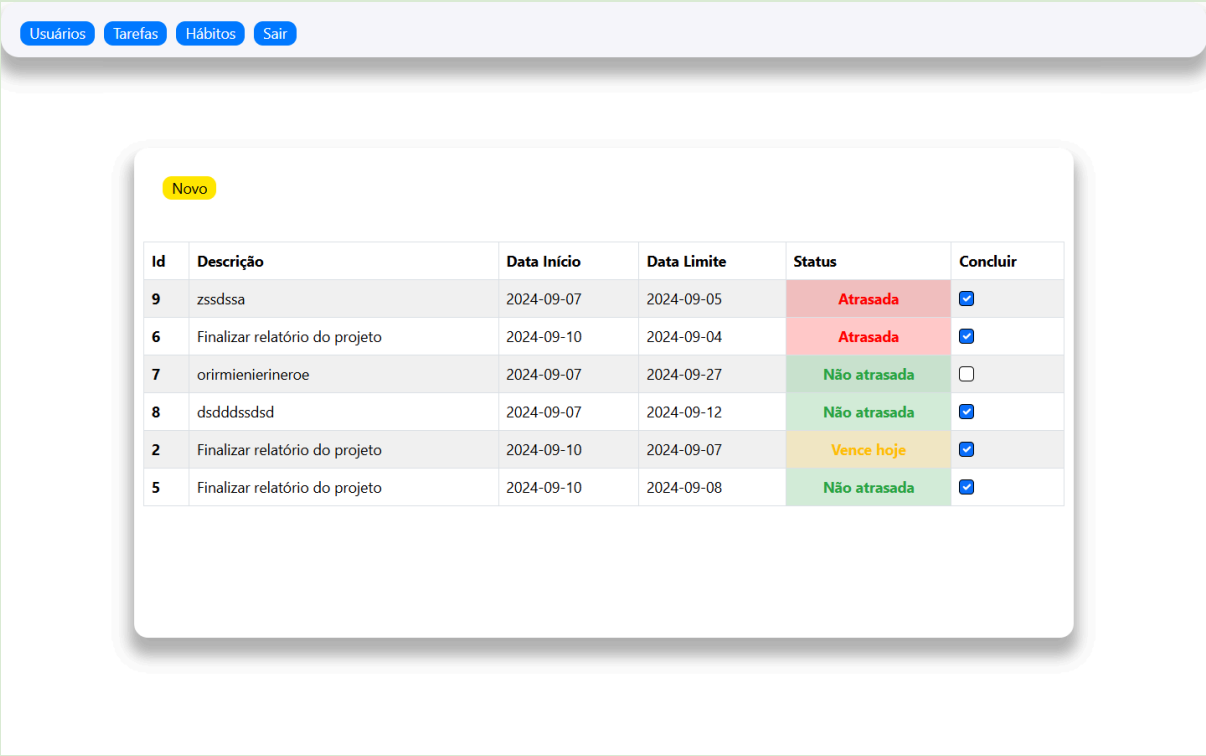 Usuários Tarefas Hábitos Sair
Novo
Id Descrição Data Início Data Limite Status Concluir
9 zssdssa 2024-09-07 2024-09-05 Atrasada
6 Finalizar relatório do projeto 2024-09-10 2024-09-04 Atrasada
7 orirmienierineroe 2024-09-07 2024-09-27 Não atrasada
8 dsdddssdsd 2024-09-07 2024-09-12 Não atrasada
2 Finalizar relatório do projeto 2024-09-10 2024-09-07 Vence hoje
5 Finalizar relatório do projeto 2024-09-10 2024-09-08 Não atrasada